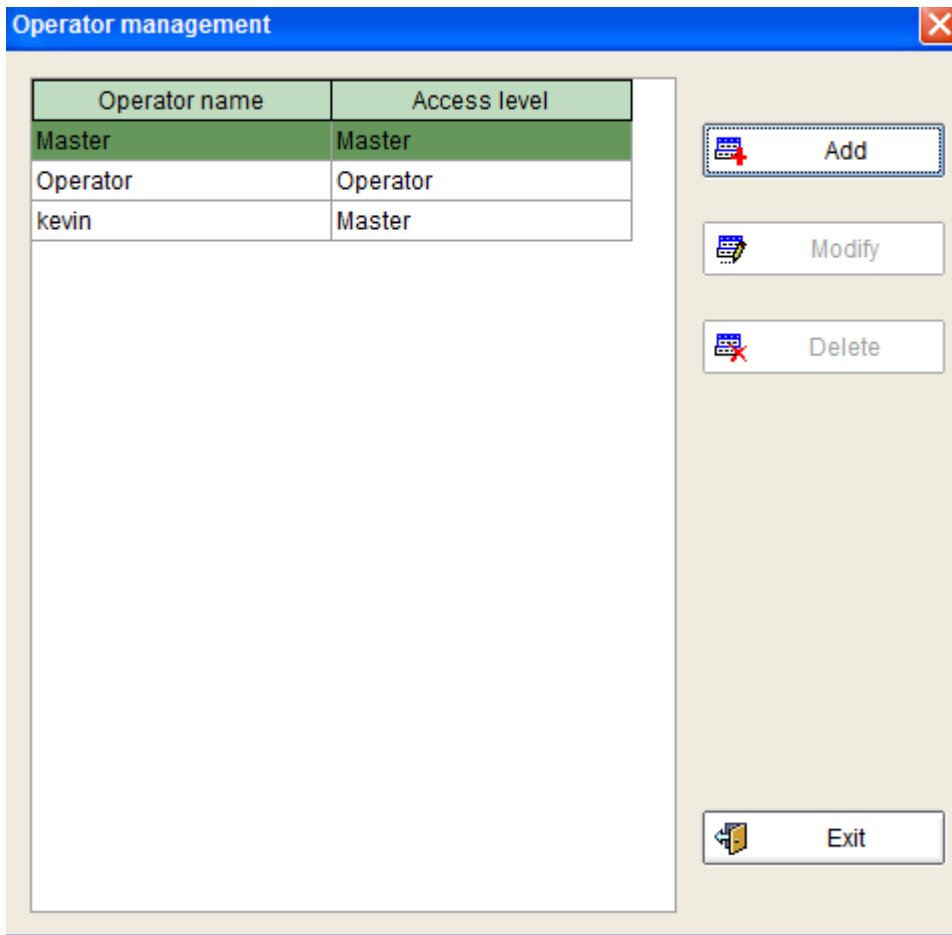 Operator management
Operator name Access level
Master Master
Operator Operator
kevin Master
Add
Modify
Delete
Exit